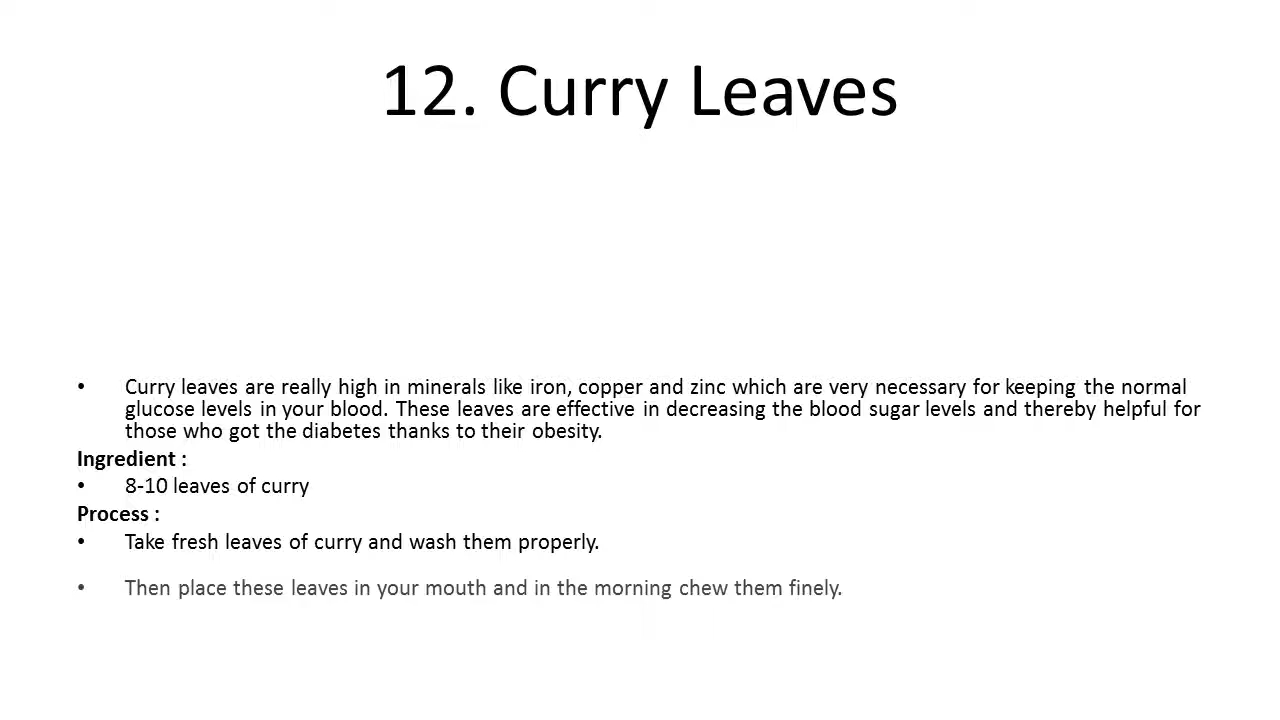 12. Curry Leaves
• Curry leaves are really high in minerals like iron, copper and zinc which are very necessary for keeping the normal
glucose levels in your blood. These leaves are effective in decreasing the blood sugar levels and thereby helpful for
those who got the diabetes thanks to their obesity.
Ingredient :
• 8-10 leaves of curry
Process :
• Take fresh leaves of curry and wash them properly.
• Then place these leaves in your mouth and in the morning chew them finely.